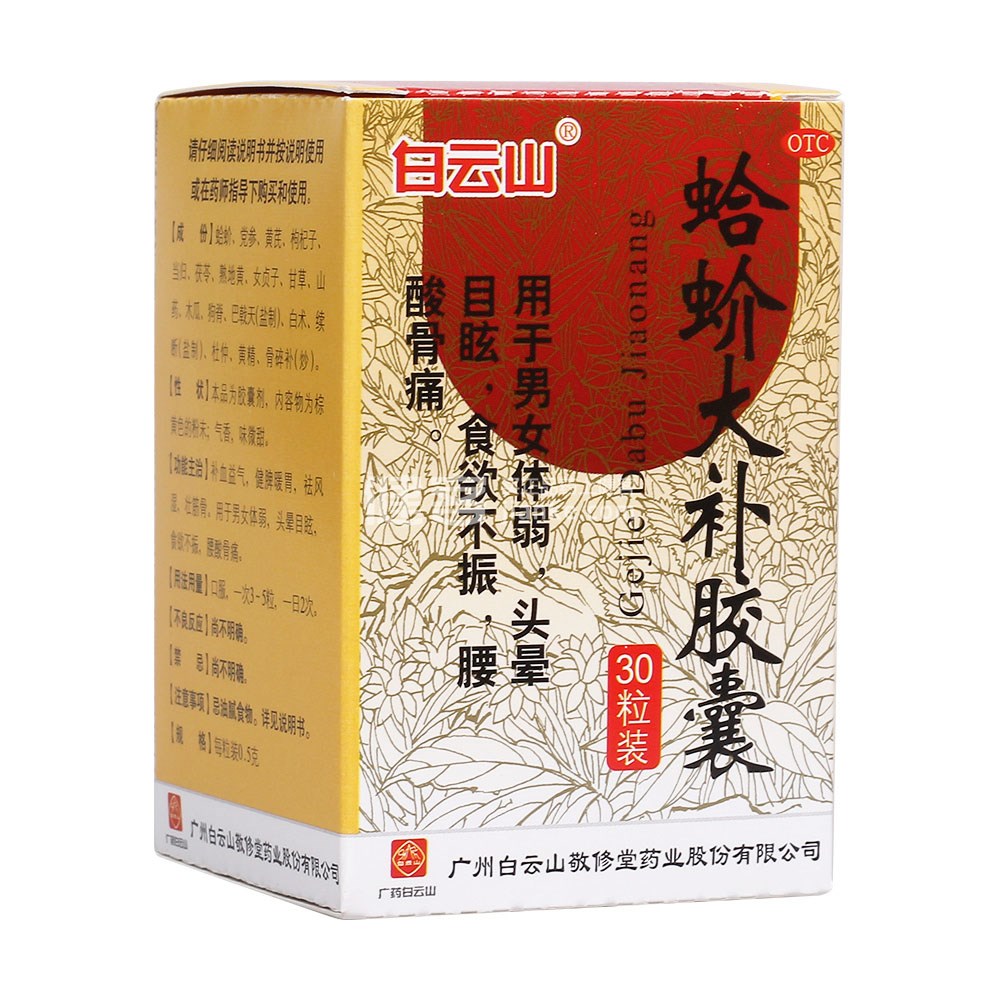 请仔细阅读说明书并按说明使用
或在药师指导下购买和使用。
【成 份】蛤蚧、党参、黄芪、枸杞子、
当归、茯苓、熟地黄、女贞子、甘草、山
药、木瓜、狗脊、巴戟天(盐制)、白术、续
断(盐制)、杜仲、黄精、骨碎补(炒)。
【性 状】本品为胶囊剂，内容物为棕
黄色的粉末；气香，味微甜。
【功能主治】补血益气，健脾暖胃，祛风
湿，壮筋骨。用于男女体弱，头晕目眩，
食欲不振，腰酸骨痛。
【用法用量】口服，一次3-5粒，一日2次。
【不良反应】尚不明确。
【禁 忌】尚不明确。
【注意事项】忌油腻食物。详见说明书。
【规 格】每粒装0.5克
广药白云山
广州白云山敬修堂药业股份有限公司
白云山®
OTC
蛤蚧大补胶囊
Gejie Dabu Jiaonang
用于男女体弱，头晕
目眩，食欲不振，腰
酸骨痛。
30粒装
白云山
广药白云山
广州白云山敬修堂药业股份有限公司